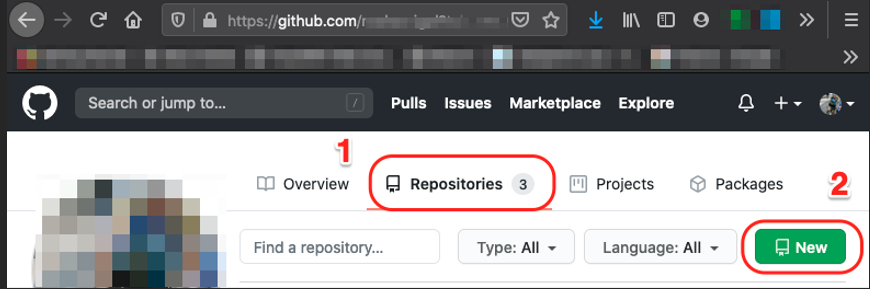 https://github.com/
Search or jump to... /
Pulls Issues Marketplace Explore
1
Overview Repositories 3 Projects Packages
2
Find a repository... Type: All Language: All New